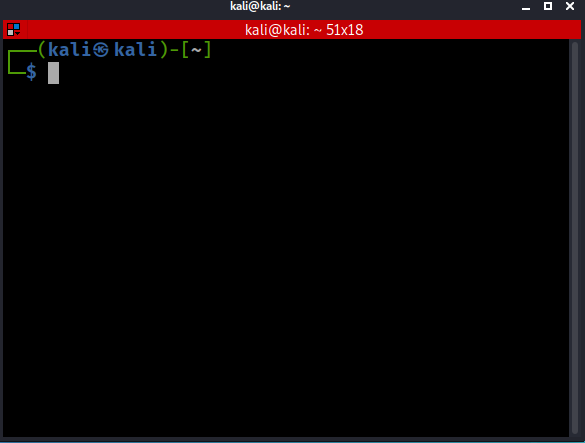 kali@kali: ~
kali@kali: ~ 51x18
┌──(kali㉿kali)-[~]
└─$